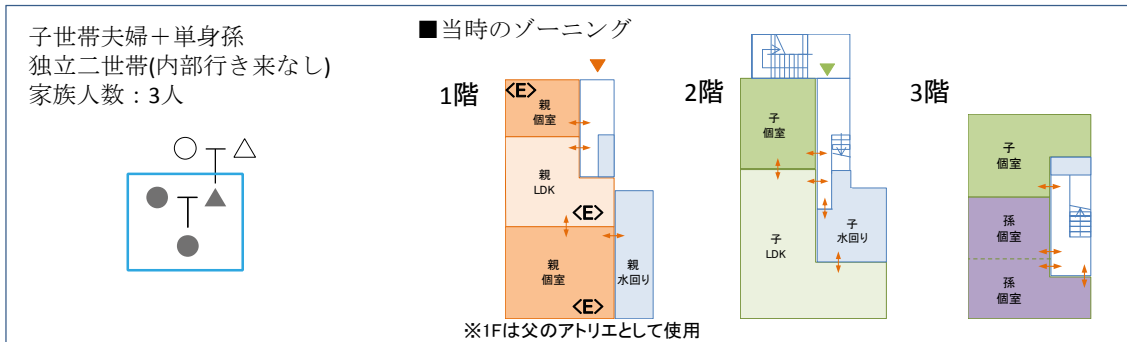 子世帯夫婦＋単身孫
独立二世帯(内部行き来なし)
家族人数：3人
■当時のゾーニング
1階
<E>
親
個室
親
LDK
<E>
親
個室
<E>
親
水回り
※1Fは父のアトリエとして使用
2階
子
個室
子
LDK
子
水回り
3階
子
個室
孫
個室
孫
個室